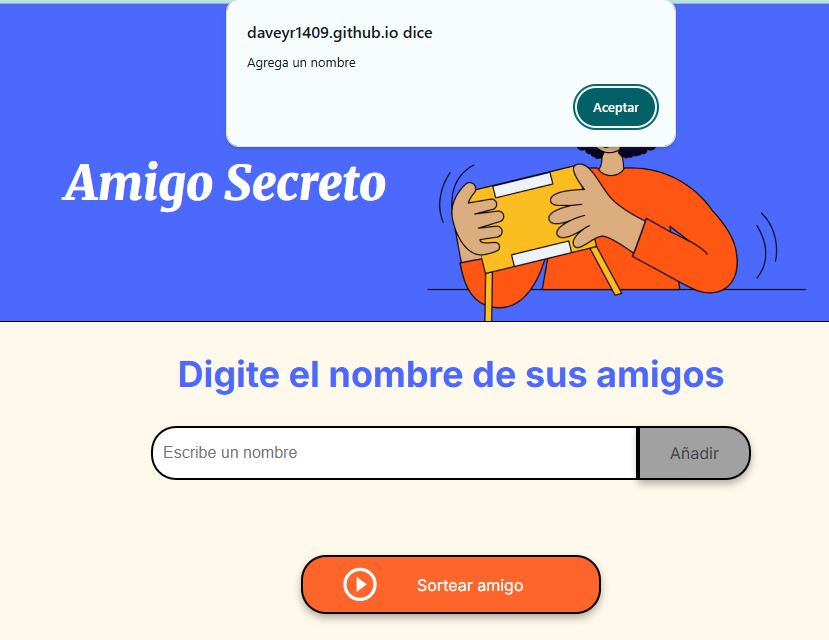 daveyr1409.github.io dice
Agrega un nombre
Aceptar
Amigo Secreto
Digite el nombre de sus amigos
Escribe un nombre
Añadir
Sortear amigo